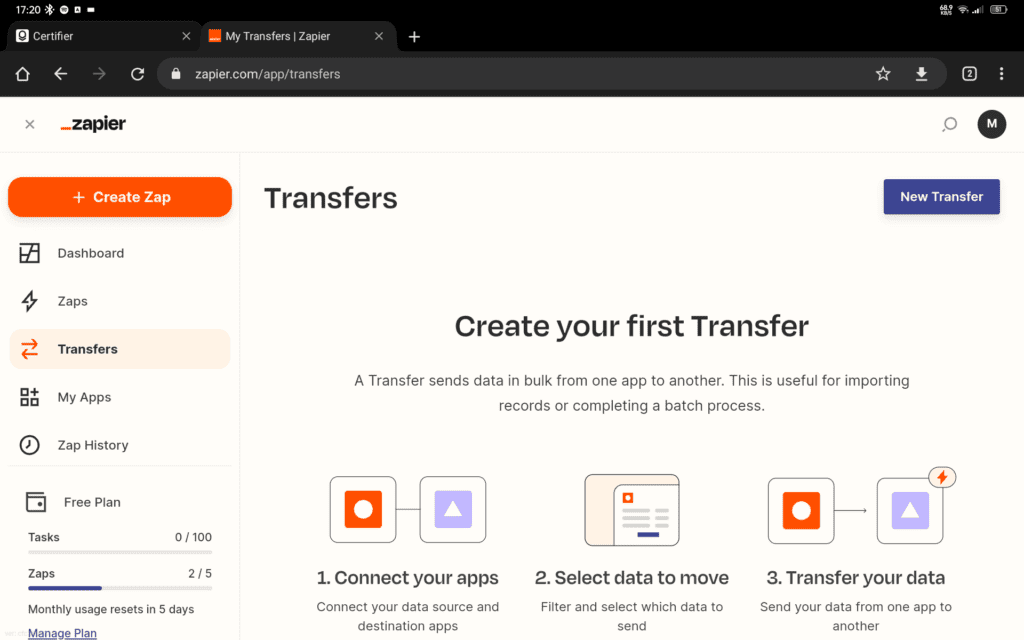 17:20
68.9
KB/S
51
Certifier
My Transfers | Zapier
zapier.com/app/transfers
2
zapier
M
Create Zap
Dashboard
Zaps
Transfers
My Apps
Zap History
Free Plan
Tasks 0 / 100
Zaps 2 / 5
Monthly usage resets in 5 days
Manage Plan
Transfers
New Transfer
Create your first Transfer
A Transfer sends data in bulk from one app to another. This is useful for importing
records or completing a batch process.
1. Connect your apps
Connect your data source and
destination apps
2. Select data to move
Filter and select which data to
send
3. Transfer your data
Send your data from one app to
another